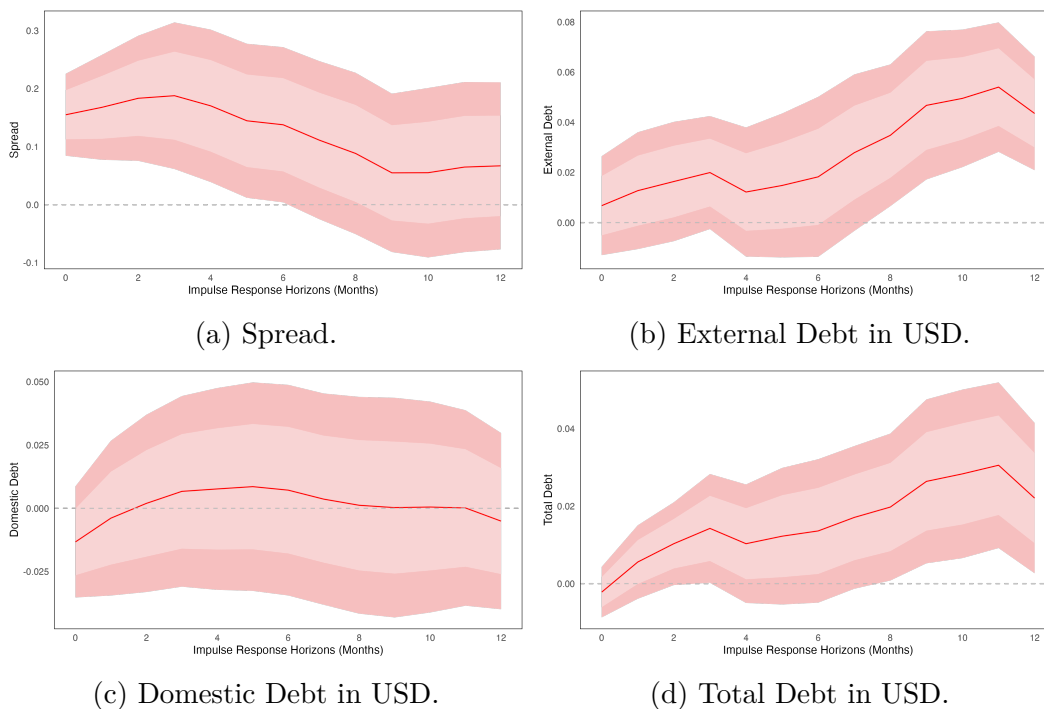 0.3
0.2
0.1
0.0
-0.1
Spread
0 2 4 6 8 10 12
Impulse Response Horizons (Months)
(a) Spread.
0.08
0.06
0.04
0.02
0.00
External Debt
0 2 4 6 8 10 12
Impulse Response Horizons (Months)
(b) External Debt in USD.
0.050
0.025
0.000
-0.025
Domestic Debt
0 2 4 6 8 10 12
Impulse Response Horizons (Months)
(c) Domestic Debt in USD.
0.04
0.02
0.00
Total Debt
0 2 4 6 8 10 12
Impulse Response Horizons (Months)
(d) Total Debt in USD.